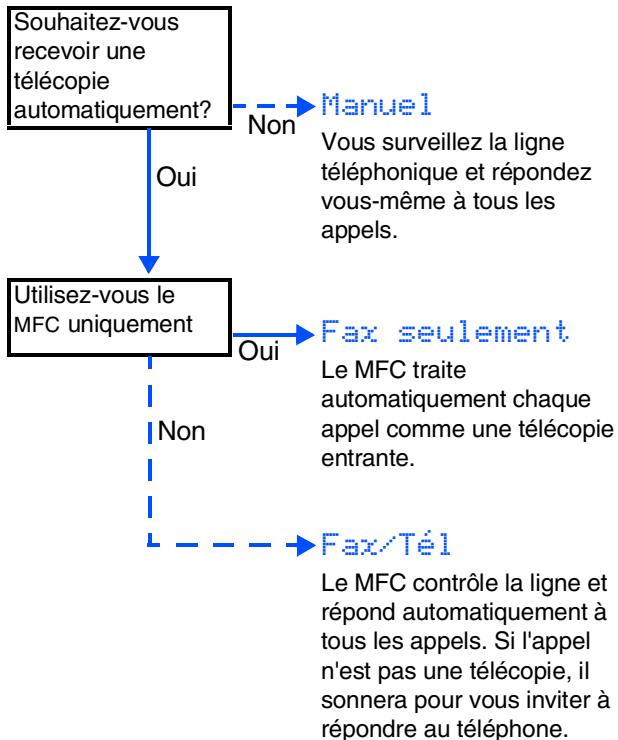 Souhaitez-vous
recevoir une
télécopie
automatiquement?
Non
Manuel
Vous surveillez la ligne
téléphonique et répondez
vous-même à tous les
appels.
Oui
Utilisez-vous le
MFC uniquement
Oui
Fax seulement
Le MFC traite
automatiquement chaque
appel comme une télécopie
entrante.
Non
Fax/Tél
Le MFC contrôle la ligne et
répond automatiquement à
tous les appels. Si l'appel
n'est pas une télécopie, il
sonnera pour vous inviter à
répondre au téléphone.